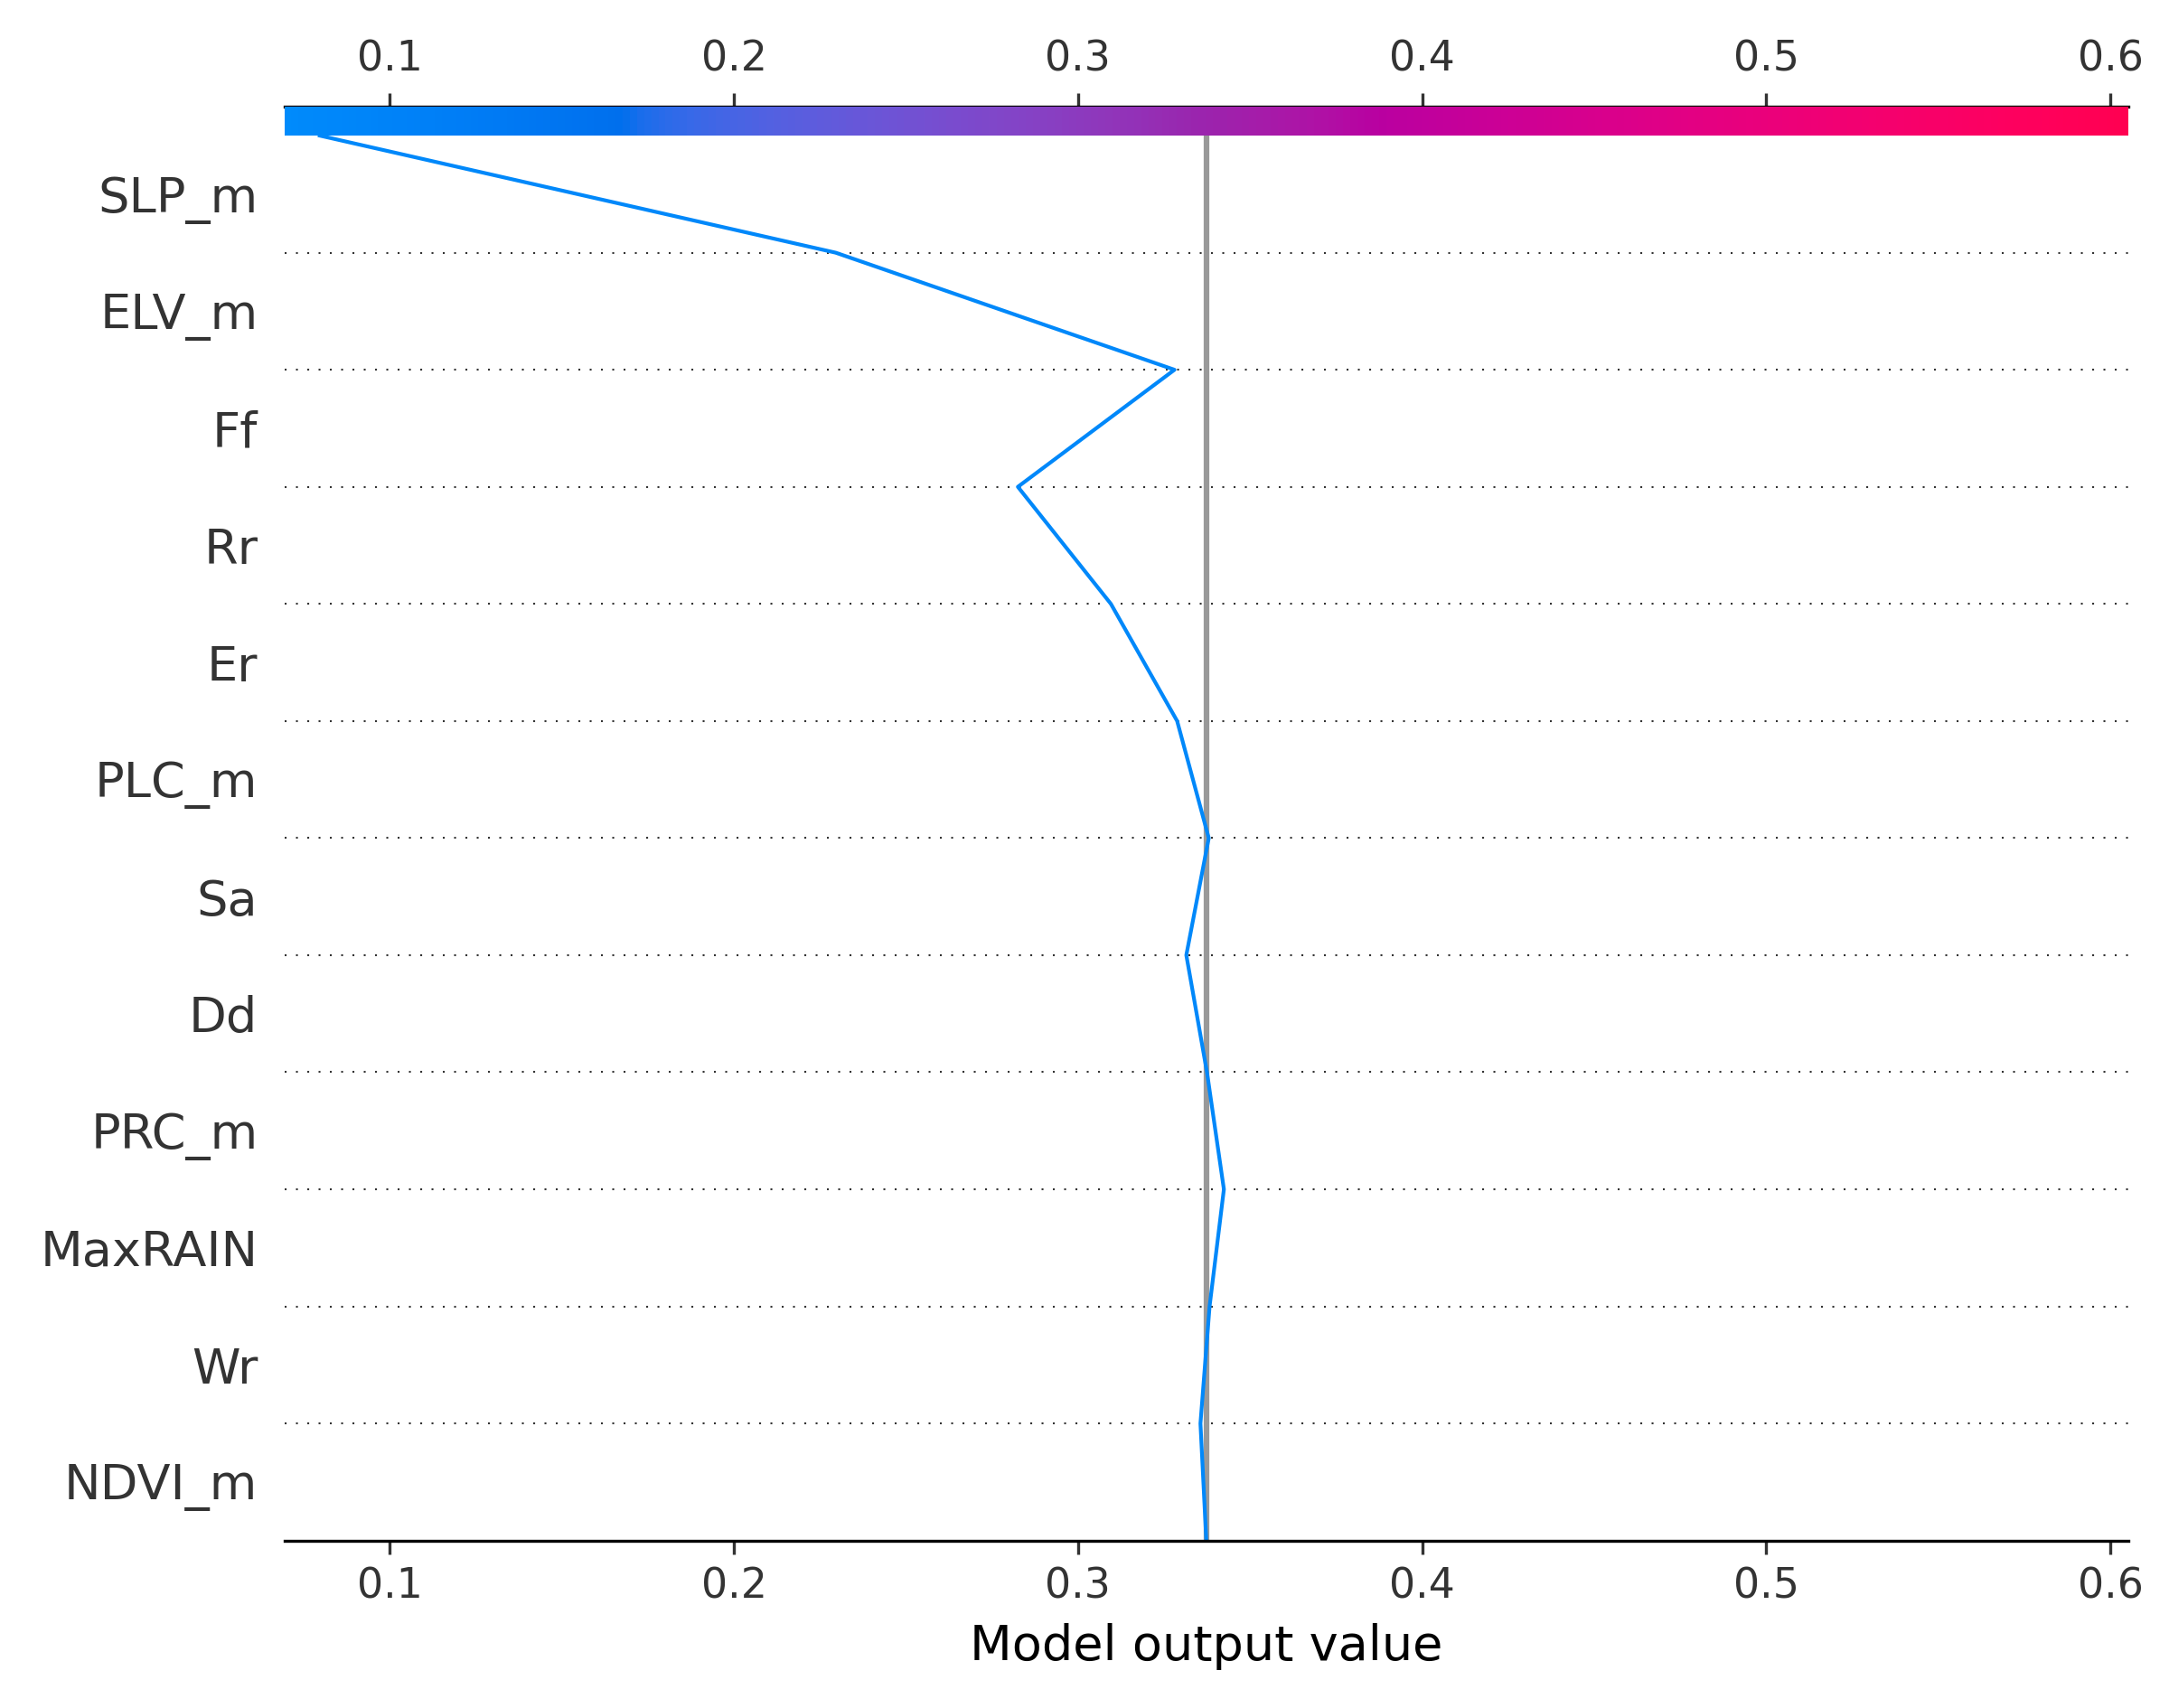 0.1 0.2 0.3 0.4 0.5 0.6
SLP_m
ELV_m
Ff
Rr
Er
PLC_m
Sa
Dd
PRC_m
MaxRAIN
Wr
NDVI_m
0.1 0.2 0.3 0.4 0.5 0.6
Model output value